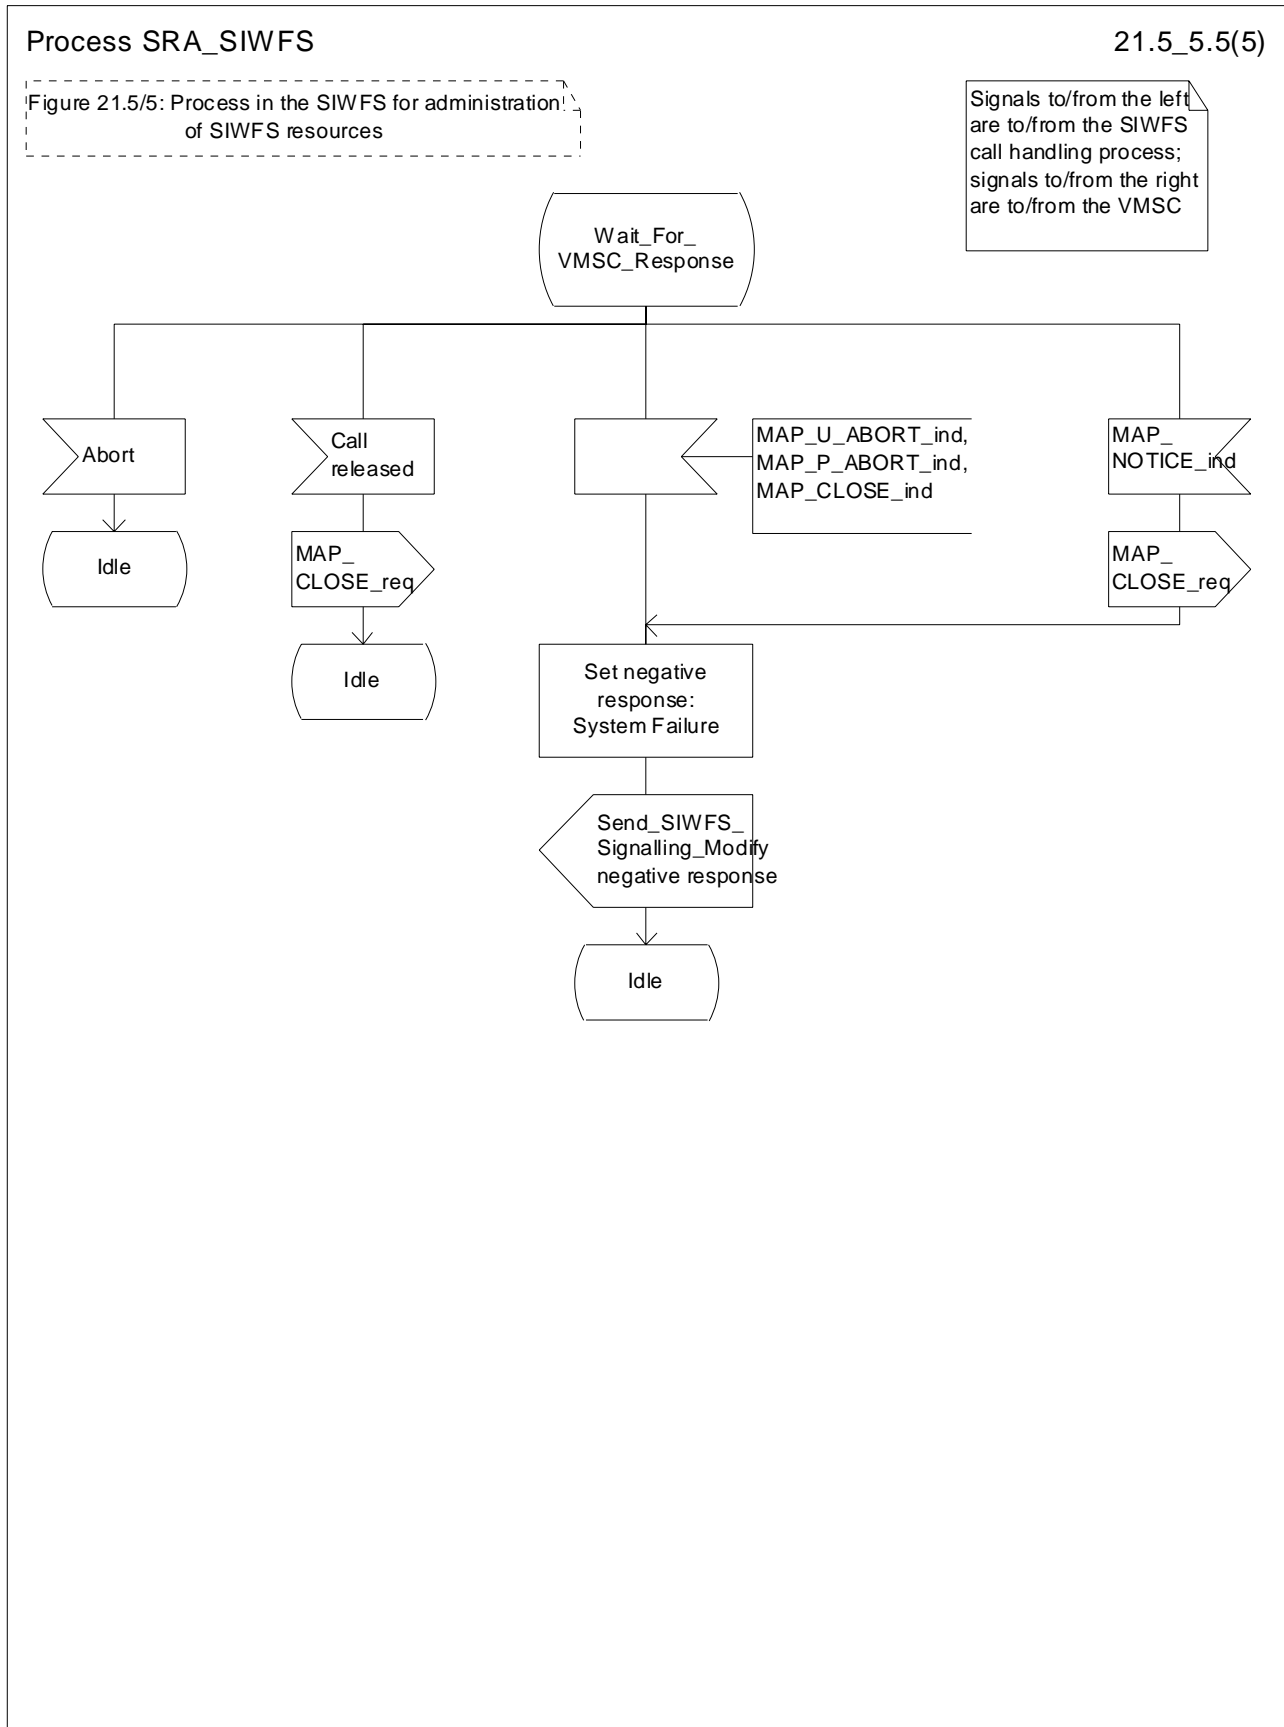 Process SRA_SIWFS
21.5_5.5(5)
Figure 21.5/5: Process in the SIWFS for administration
of SIWFS resources
Signals to/from the left
are to/from the SIWFS
call handling process;
signals to/from the right
are to/from the VMSC
Wait_For_
VMSC_Response
Abort
Call
released
MAP_U_ABORT_ind,
MAP_P_ABORT_ind,
MAP_CLOSE_ind
MAP_
NOTICE_ind
Idle
MAP_
CLOSE_req
MAP_
CLOSE_req
Idle
Set negative
response:
System Failure
Send_SIWFS_
Signalling_Modify
negative response
Idle